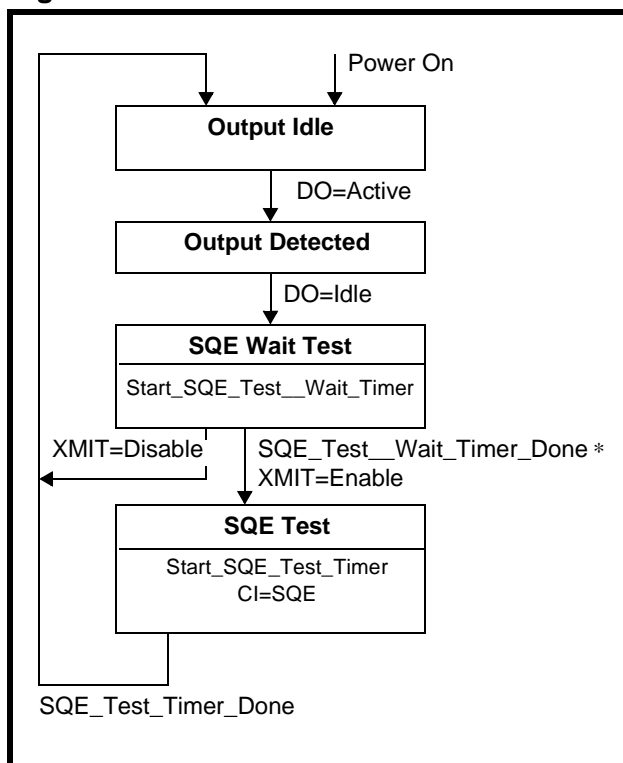 Power On
Output Idle
DO=Active
Output Detected
DO=Idle
SQE Wait Test
Start_SQE_Test__Wait_Timer
XMIT=Disable
SQE_Test__Wait_Timer_Done *
XMIT=Enable
SQE Test
Start_SQE_Test_Timer
CI=SQE
SQE_Test_Timer_Done